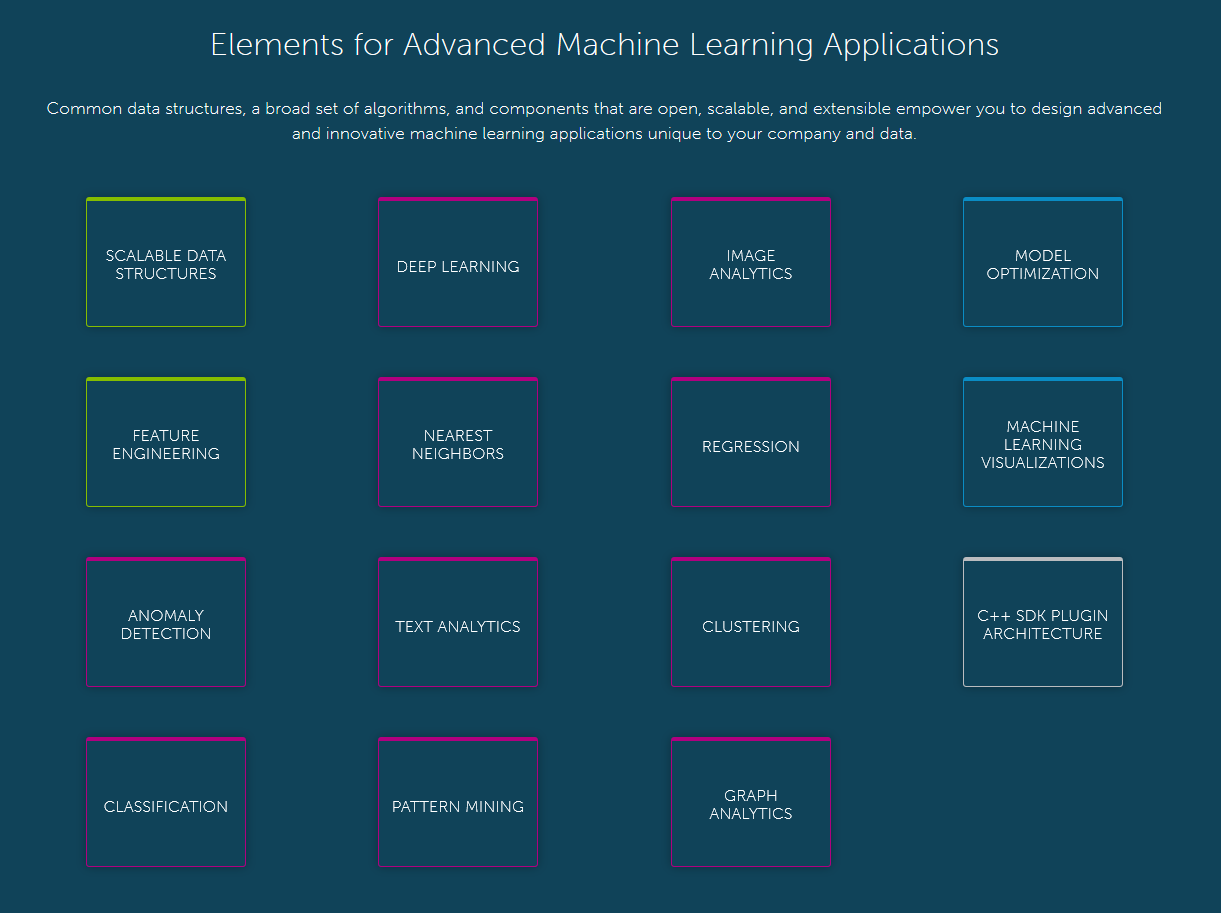 Elements for Advanced Machine Learning Applications
Common data structures, a broad set of algorithms, and components that are open, scalable, and extensible empower you to design advanced
and innovative machine learning applications unique to your company and data.
SCALABLE DATA
STRUCTURES
DEEP LEARNING
IMAGE
ANALYTICS
MODEL
OPTIMIZATION
FEATURE
ENGINEERING
NEAREST
NEIGHBORS
REGRESSION
MACHINE
LEARNING
VISUALIZATIONS
ANOMALY
DETECTION
TEXT ANALYTICS
CLUSTERING
C++ SDK PLUGIN
ARCHITECTURE
CLASSIFICATION
PATTERN MINING
GRAPH
ANALYTICS